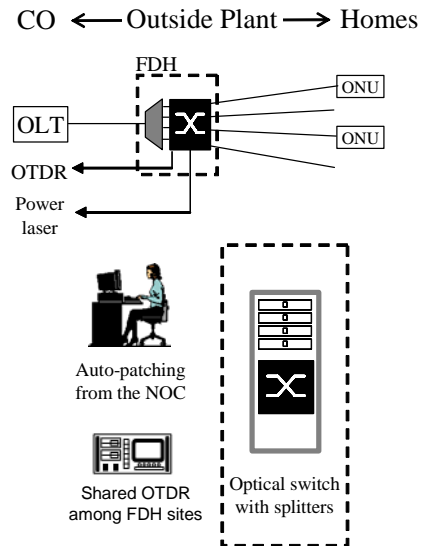 CO ← Outside Plant → Homes
FDH
ONU
OLT
ONU
OTDR
Power
laser
Auto-patching
from the NOC
Shared OTDR
among FDH sites
Optical switch
with splitters